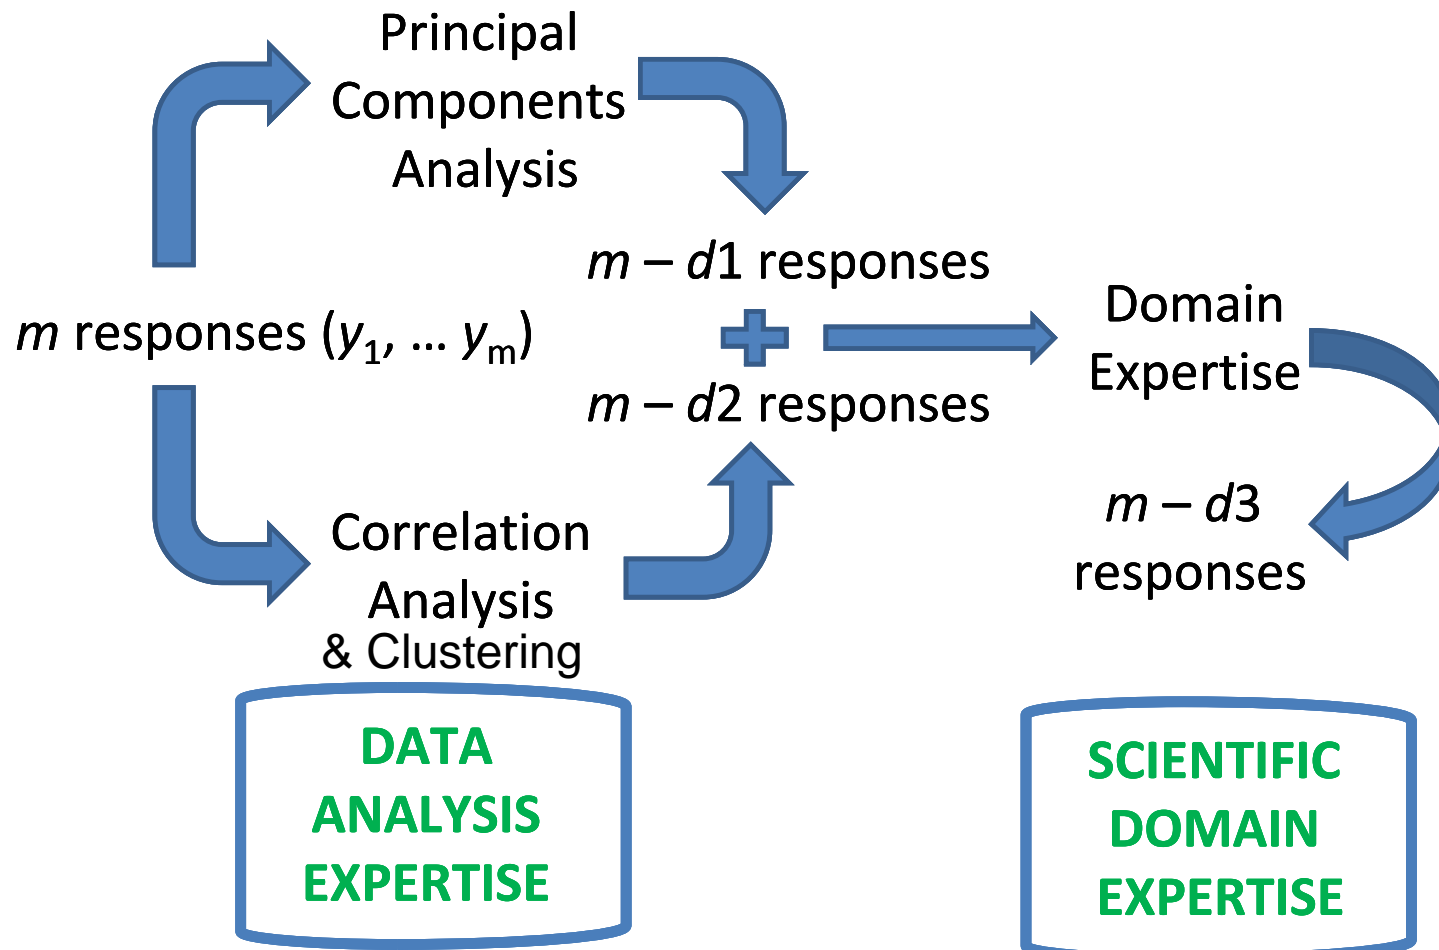 Principal
Components
Analysis
m responses (y₁, … yₘ)
m – d1 responses
+
m – d2 responses
Domain
Expertise
m – d3
responses
Correlation
Analysis
& Clustering
DATA
ANALYSIS
EXPERTISE
SCIENTIFIC
DOMAIN
EXPERTISE